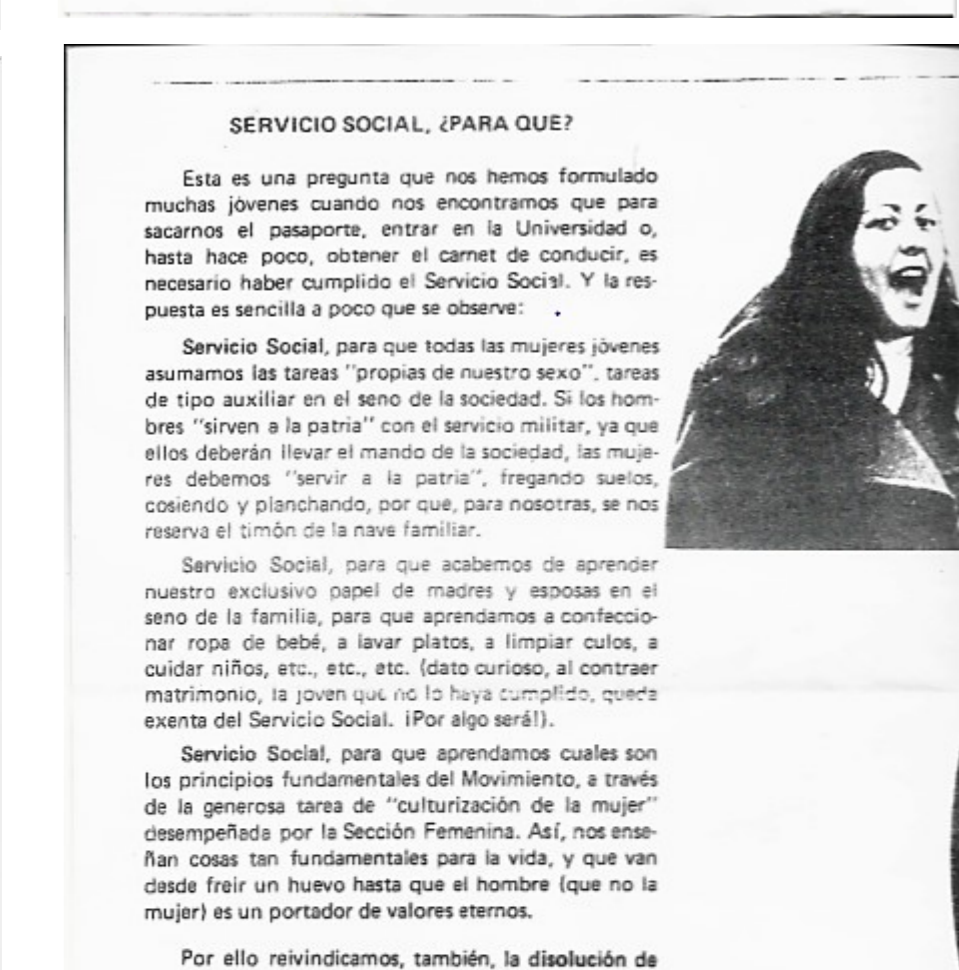 SERVICIO SOCIAL, ¿PARA QUE?
Esta es una pregunta que nos hemos formulado
muchas jóvenes cuando nos encontramos que para
sacarnos el pasaporte, entrar en la Universidad o,
hasta hace poco, obtener el carnet de conducir, es
necesario haber cumplido el Servicio Social. Y la res-
puesta es sencilla a poco que se observe:
Servicio Social, para que todas las mujeres jóvenes
asumamos las tareas "propias de nuestro sexo". tareas
de tipo auxiliar en el seno de la sociedad. Si los hom-
bres "sirven a la patria" con el servicio militar, ya que
ellos deberán llevar el mando de la sociedad, las muje-
res debemos "servir a la patria", fregando suelos,
cosiendo y planchando, por que, para nosotras, se nos
reserva el timón de la nave familiar.
Servicio Social, para que acabemos de aprender
nuestro exclusivo papel de madres y esposas en el
seno de la familia, para que aprendamos a confeccio-
nar ropa de bebé, a lavar platos, a limpiar culos, a
cuidar niños, etc., etc., etc. (dato curioso, al contraer
matrimonio, la joven que no lo haya cumplido, queda
exenta del Servicio Social. ¡Por algo será!).
Servicio Social, para que aprendamos cuales son
los principios fundamentales del Movimiento, a través
de la generosa tarea de "culturización de la mujer"
desempeñada por la Sección Femenina. Así, nos ense-
ñan cosas tan fundamentales para la vida, y que van
desde freir un huevo hasta que el hombre (que no la
mujer) es un portador de valores eternos.
Por ello reivindicamos, también, la disolución de